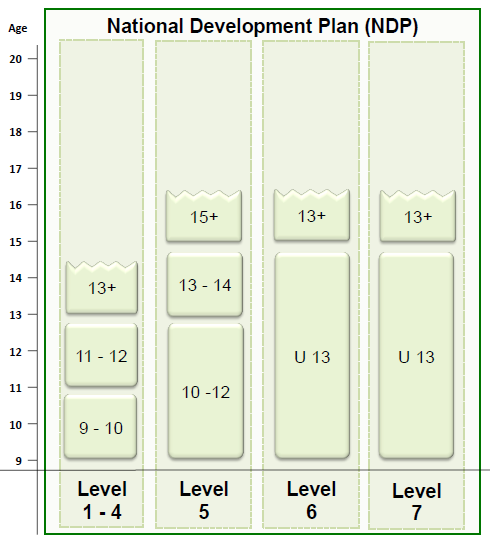 National Development Plan (NDP)
Age
20
19
18
17
16
15
14
13
12
11
10
9
13+
11 - 12
9 - 10
Level
1 - 4
15+
13 - 14
10 -12
Level
5
13+
U 13
Level
6
13+
U 13
Level
7